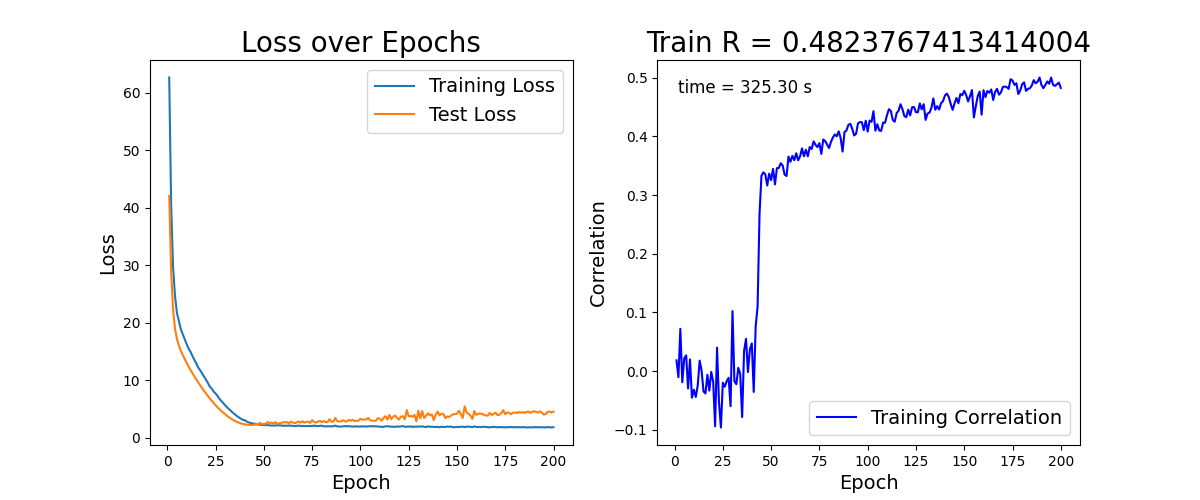 Loss over Epochs
Training Loss
Test Loss
Loss
60
50
40
30
20
10
0
0 25 50 75 100 125 150 175 200
Epoch
Train R = 0.4823767413414004
time = 325.30 s
Correlation
0.5
0.4
0.3
0.2
0.1
0.0
−0.1
Training Correlation
0 25 50 75 100 125 150 175 200
Epoch